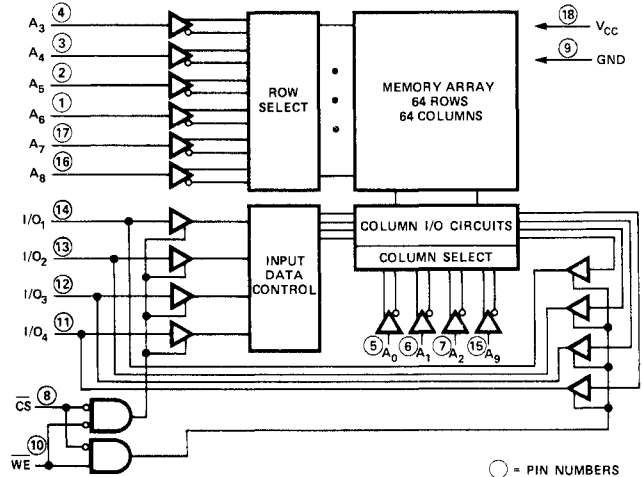 A3 4
A4 3
A5 2
A6 1
A7 17
A8 16
ROW
SELECT
MEMORY ARRAY
64 ROWS
64 COLUMNS
18 VCC
9 GND
I/O1 14
I/O2 13
I/O3 12
I/O4 11
INPUT
DATA
CONTROL
COLUMN I/O CIRCUITS
COLUMN SELECT
5 A0 6 A1 7 A2 15 A9
C̅S̅ 8
W̅E̅ 10
= PIN NUMBERS